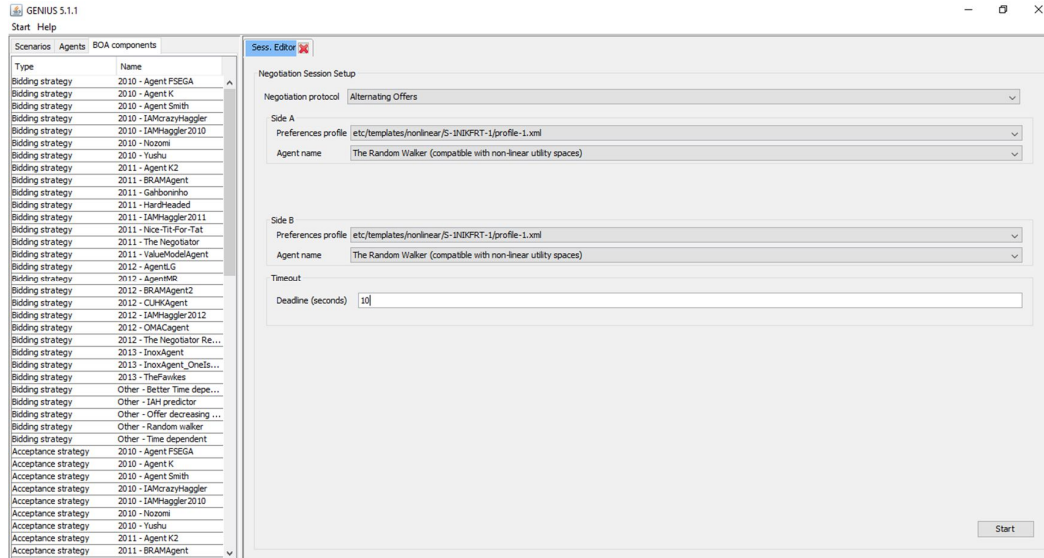 GENIUS 5.1.1
Start Help
Scenarios Agents BOA components
Type Name
Bidding strategy 2010 - Agent FSEGA
Bidding strategy 2010 - Agent K
Bidding strategy 2010 - Agent Smith
Bidding strategy 2010 - IAMcrazyHaggler
Bidding strategy 2010 - IAMHaggler2010
Bidding strategy 2010 - Nozomi
Bidding strategy 2010 - Yushu
Bidding strategy 2011 - Agent K2
Bidding strategy 2011 - BRAMAgent
Bidding strategy 2011 - Gahboninho
Bidding strategy 2011 - HardHeaded
Bidding strategy 2011 - IAMHaggler2011
Bidding strategy 2011 - Nice-Tit-For-Tat
Bidding strategy 2011 - The Negotiator
Bidding strategy 2011 - ValueModelAgent
Bidding strategy 2012 - AgentLG
Bidding strategy 2012 - AgentMR
Bidding strategy 2012 - BRAMAgent2
Bidding strategy 2012 - CUHKAgent
Bidding strategy 2012 - IAMHaggler2012
Bidding strategy 2012 - OMACagent
Bidding strategy 2012 - The Negotiator Re...
Bidding strategy 2013 - InoxAgent
Bidding strategy 2013 - InoxAgent_OneIs...
Bidding strategy 2013 - TheFawkes
Bidding strategy Other - Better Time depe...
Bidding strategy Other - IAH predictor
Bidding strategy Other - Offer decreasing ...
Bidding strategy Other - Random walker
Bidding strategy Other - Time dependent
Acceptance strategy 2010 - Agent FSEGA
Acceptance strategy 2010 - Agent K
Acceptance strategy 2010 - Agent Smith
Acceptance strategy 2010 - IAMcrazyHaggler
Acceptance strategy 2010 - IAMHaggler2010
Acceptance strategy 2010 - Nozomi
Acceptance strategy 2010 - Yushu
Acceptance strategy 2011 - Agent K2
Acceptance strategy 2011 - BRAMAgent
Sess. Editor
Negotiation Session Setup
Negotiation protocol Alternating Offers
Side A
Preferences profile etc/templates/nonlinear/S-1NIKFRT-1/profile-1.xml
Agent name The Random Walker (compatible with non-linear utility spaces)
Side B
Preferences profile etc/templates/nonlinear/S-1NIKFRT-1/profile-1.xml
Agent name The Random Walker (compatible with non-linear utility spaces)
Timeout
Deadline (seconds) 10
Start